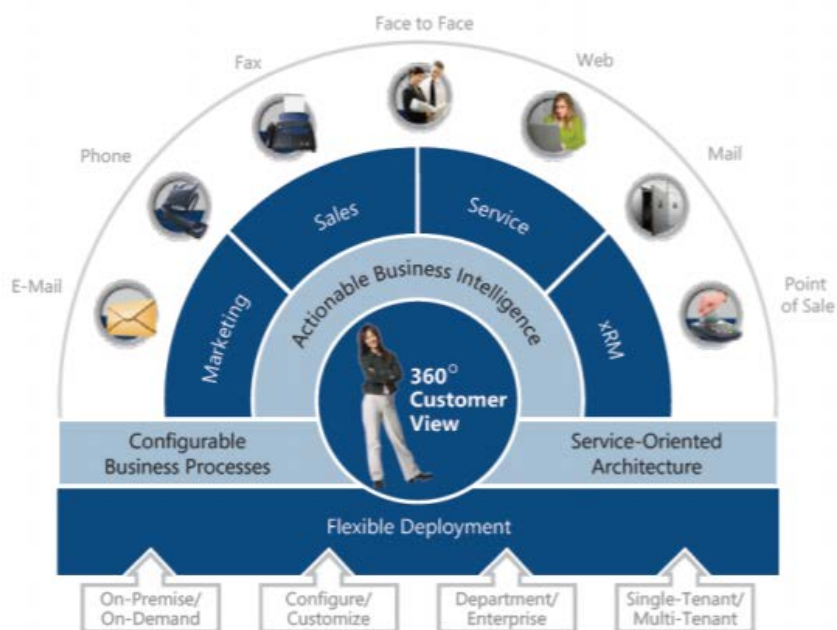 Face to Face
Fax
Web
Phone
Mail
E-Mail
Point
of Sale
Sales
Service
Marketing
xRM
Actionable Business Intelligence
360°
Customer
View
Configurable
Business Processes
Service-Oriented
Architecture
Flexible Deployment
On-Premise/
On-Demand
Configure/
Customize
Department/
Enterprise
Single-Tenant/
Multi-Tenant